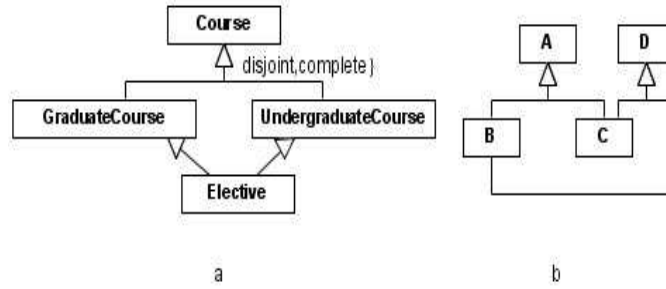 Course
A
D
disjoint,complete }
GraduateCourse
UndergraduateCourse
B
C
Elective
a
b